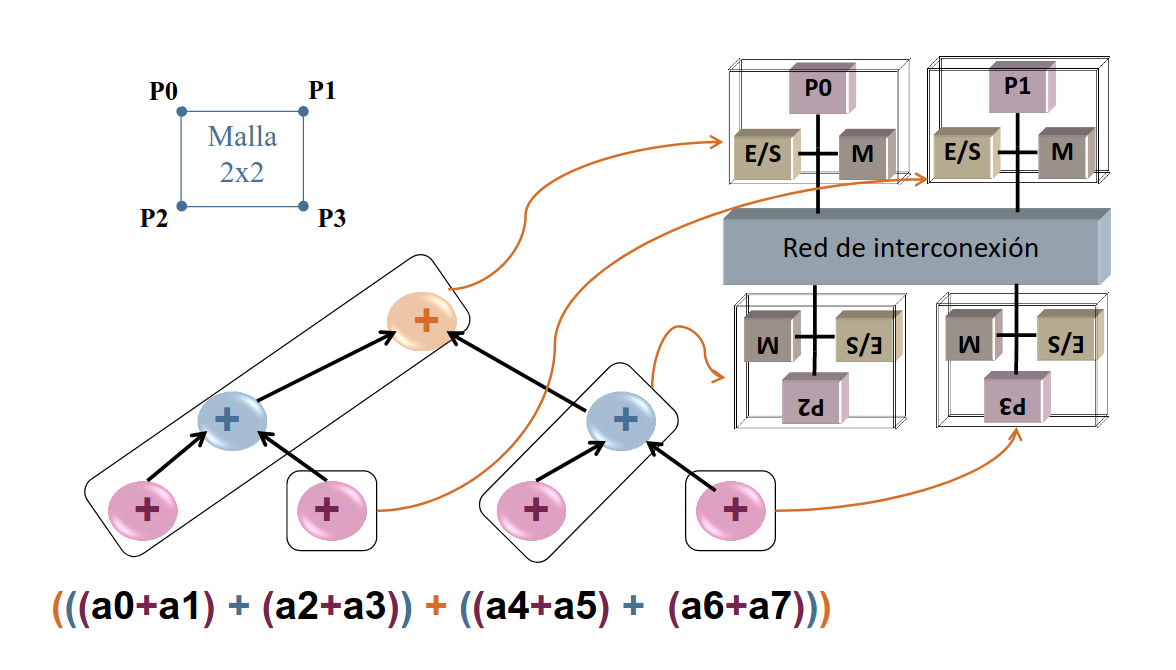 P0
P1
Malla
2x2
P2
P3
P0
E/S
M
P1
E/S
M
Red de interconexión
M
E/S
P2
M
E/S
P3
+
+
+
+
+
+
+
(((a0+a1) + (a2+a3)) + ((a4+a5) + (a6+a7)))